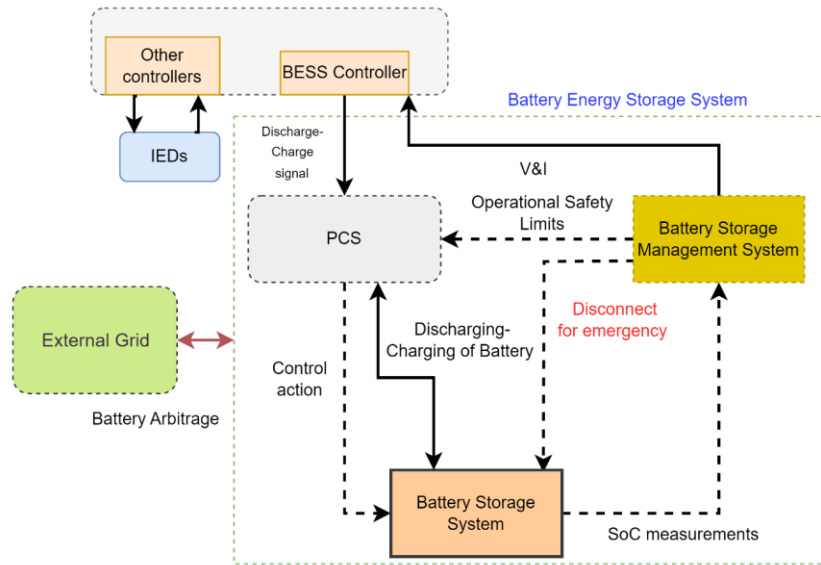 Other
controllers
BESS Controller
Battery Energy Storage System
IEDs
Discharge-
Charge
signal
V&I
Operational Safety
Limits
PCS
Battery Storage
Management System
External Grid
Discharging-
Charging of Battery
Disconnect
for emergency
Control
action
Battery Arbitrage
Battery Storage
System
SoC measurements